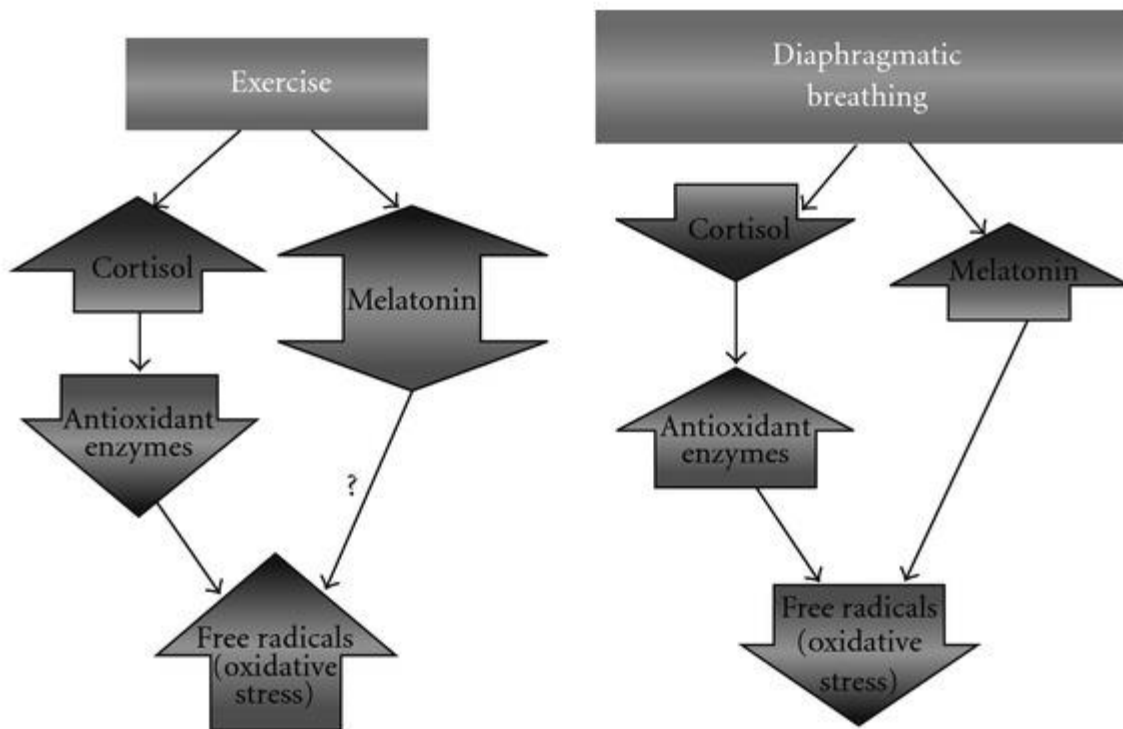 Exercise
Cortisol
Melatonin
Antioxidant
enzymes
?
Free radicals
(oxidative
stress)
Diaphragmatic
breathing
Cortisol
Melatonin
Antioxidant
enzymes
Free radicals
(oxidative
stress)